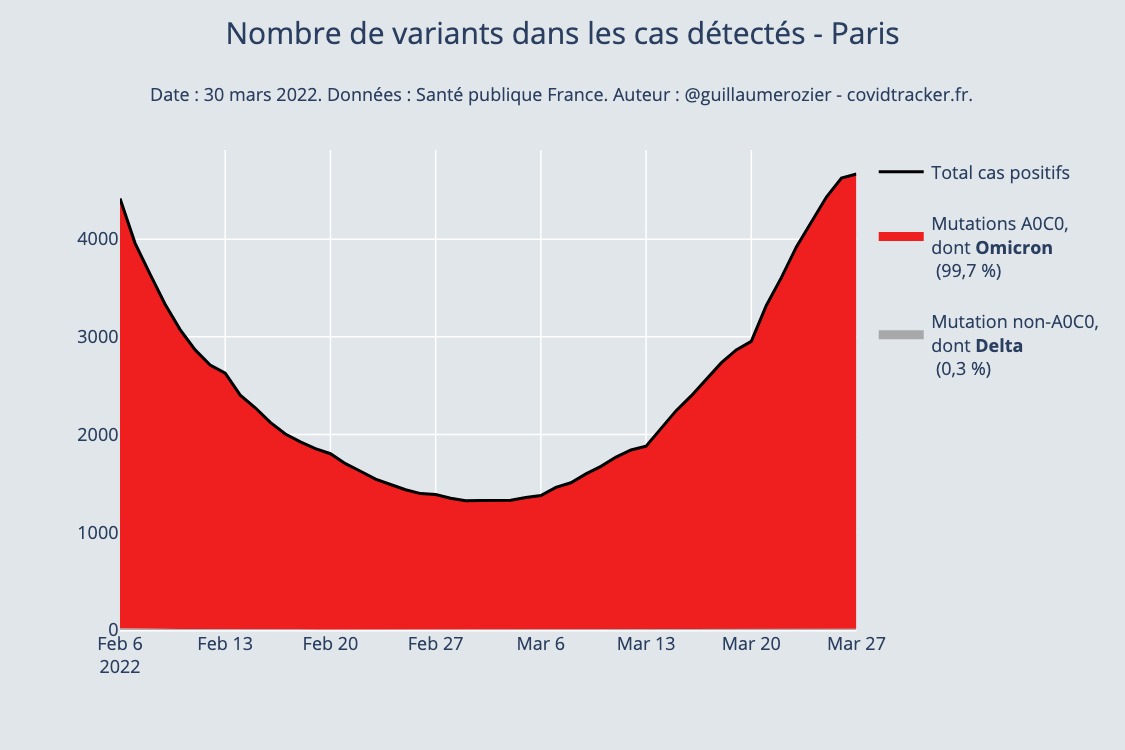 Nombre de variants dans les cas détectés - Paris
Date : 30 mars 2022. Données : Santé publique France. Auteur : @guillaumerozier - covidtracker.fr.
Total cas positifs
Mutations A0C0,
dont Omicron
(99,7 %)
Mutation non-A0C0,
dont Delta
(0,3 %)
4000
3000
2000
1000
0
Feb 6
2022
Feb 13
Feb 20
Feb 27
Mar 6
Mar 13
Mar 20
Mar 27